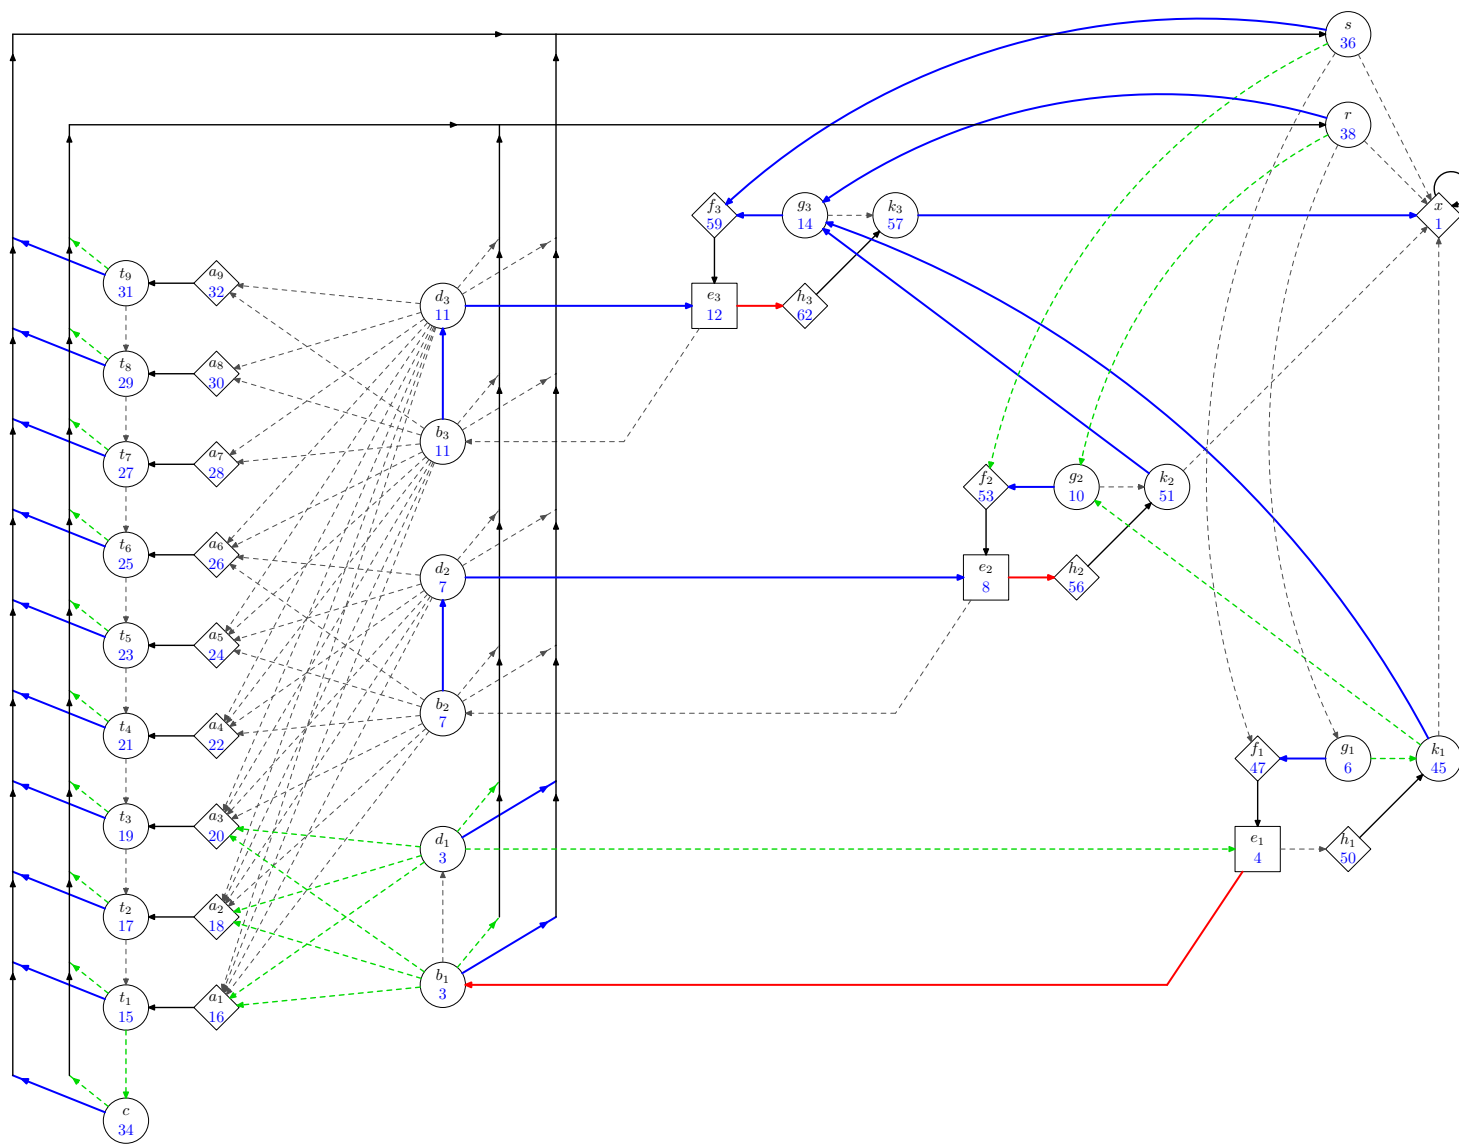 s
36
r
38
f₃
59
g₃
14
k₃
57
x
1
t₉
31
a₉
32
d₃
11
e₃
12
h₃
62
t₈
29
a₈
30
b₃
11
t₇
27
a₇
28
f₂
53
g₂
10
k₂
51
t₆
25
a₆
26
d₂
7
e₂
8
h₂
56
t₅
23
a₅
24
t₄
21
a₄
22
b₂
7
f₁
47
g₁
6
k₁
45
t₃
19
a₃
20
d₁
3
e₁
4
h₁
50
t₂
17
a₂
18
b₁
3
t₁
15
a₁
16
c
34